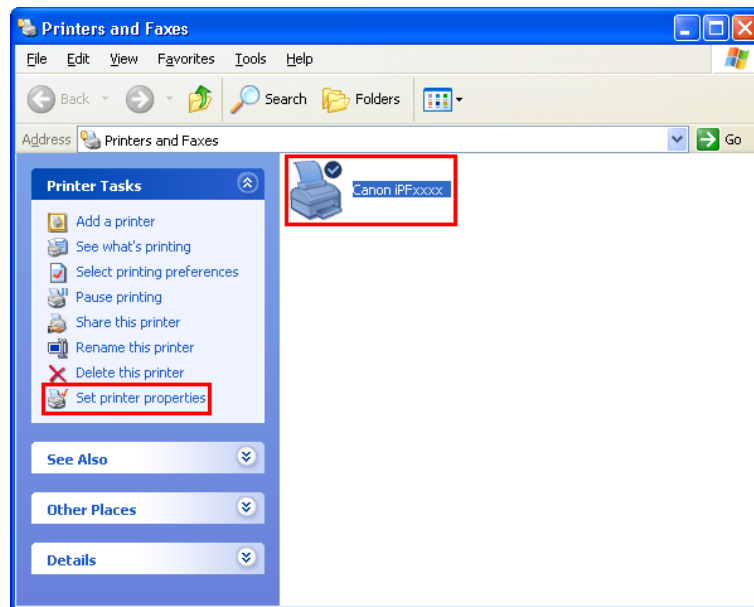 Printers and Faxes
File Edit View Favorites Tools Help
Back Search Folders
Address Printers and Faxes Go
Printer Tasks
Add a printer
See what's printing
Select printing preferences
Pause printing
Share this printer
Rename this printer
Delete this printer
Set printer properties
See Also
Other Places
Details
Canon iPFxxxx